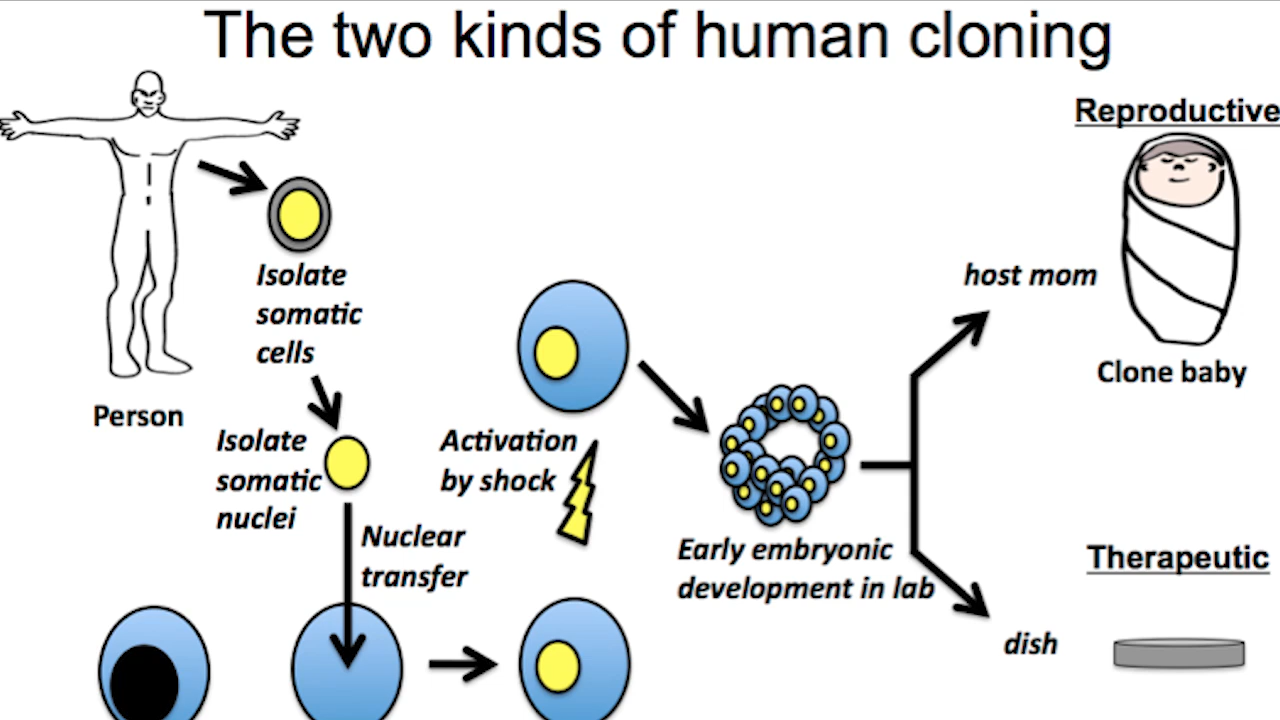 The two kinds of human cloning
Reproductive
Isolate
somatic
cells
host mom
Clone baby
Person
Isolate
somatic
nuclei
Activation
by shock
Nuclear
transfer
Early embryonic
development in lab
Therapeutic
dish